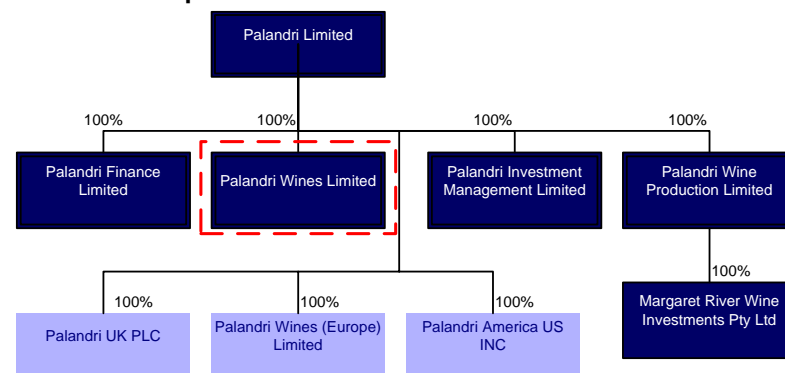 Palandri Limited
100%
100%
100%
100%
Palandri Finance
Limited
Palandri Wines Limited
Palandri Investment
Management Limited
Palandri Wine
Production Limited
100%
100%
100%
100%
Palandri UK PLC
Palandri Wines (Europe)
Limited
Palandri America US
INC
Margaret River Wine
Investments Pty Ltd